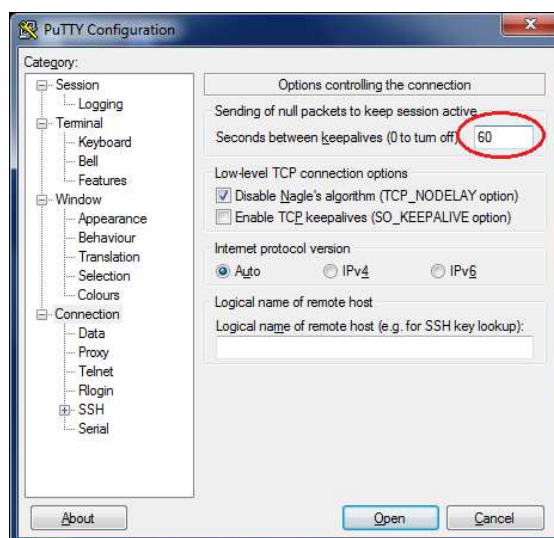 PuTTY Configuration
Category:
Session
Logging
Terminal
Keyboard
Bell
Features
Window
Appearance
Behaviour
Translation
Selection
Colours
Connection
Data
Proxy
Telnet
Rlogin
SSH
Serial
Options controlling the connection
Sending of null packets to keep session active
Seconds between keepalives (0 to turn off) 60
Low-level TCP connection options
Disable Nagle's algorithm (TCP_NODELAY option)
Enable TCP keepalives (SO_KEEPALIVE option)
Internet protocol version
Auto IPv4 IPv6
Logical name of remote host
Logical name of remote host (e.g. for SSH key lookup):
About Open Cancel